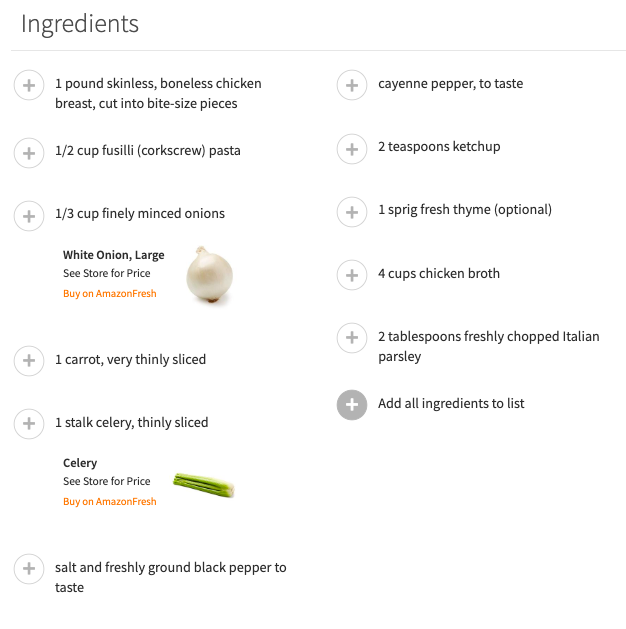 Ingredients
1 pound skinless, boneless chicken
breast, cut into bite-size pieces
1/2 cup fusilli (corkscrew) pasta
1/3 cup finely minced onions
White Onion, Large
See Store for Price
Buy on AmazonFresh
1 carrot, very thinly sliced
1 stalk celery, thinly sliced
Celery
See Store for Price
Buy on AmazonFresh
salt and freshly ground black pepper to
taste
cayenne pepper, to taste
2 teaspoons ketchup
1 sprig fresh thyme (optional)
4 cups chicken broth
2 tablespoons freshly chopped Italian
parsley
Add all ingredients to list